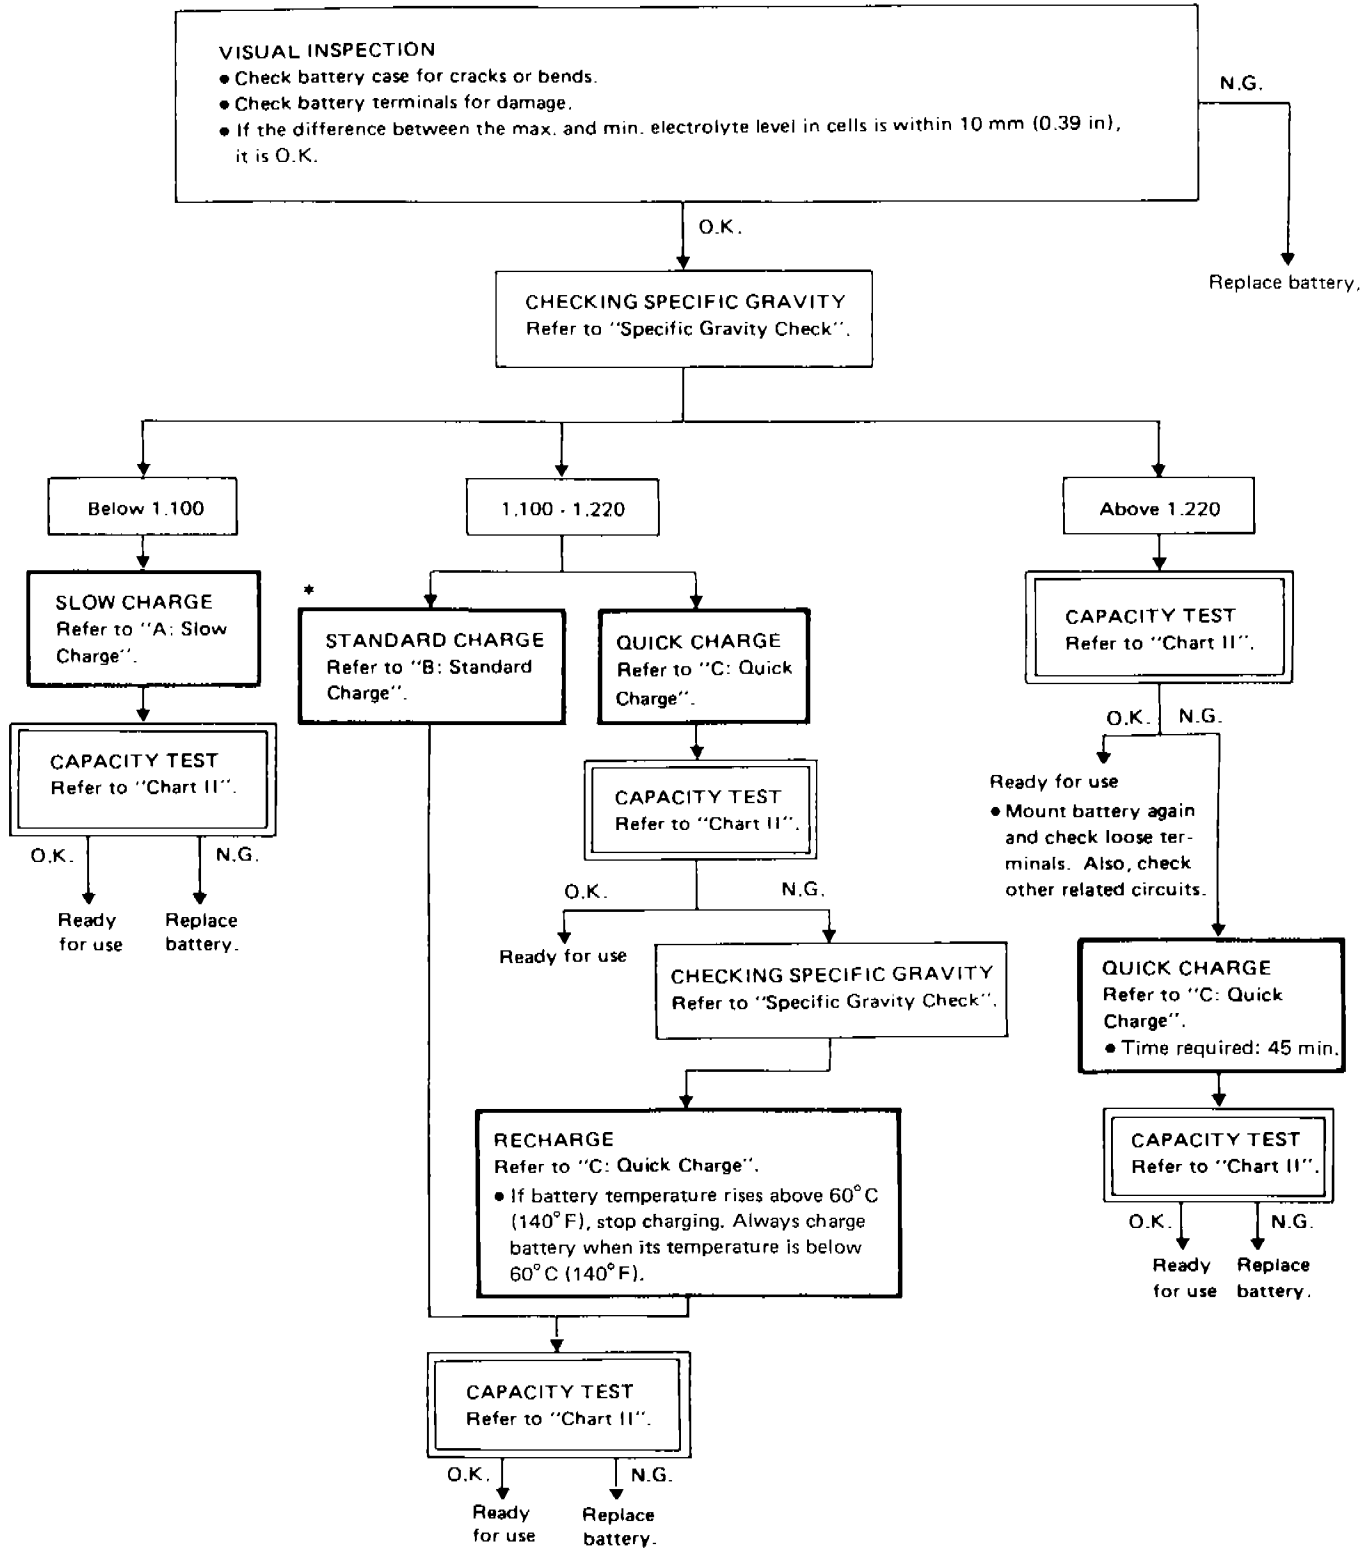 VISUAL INSPECTION
● Check battery case for cracks or bends.
● Check battery terminals for damage.
● If the difference between the max. and min. electrolyte level in cells is within 10 mm (0.39 in),
it is O.K.
N.G.
Replace battery.
O.K.
CHECKING SPECIFIC GRAVITY
Refer to "Specific Gravity Check".
Below 1.100
SLOW CHARGE
Refer to "A: Slow
Charge".
CAPACITY TEST
Refer to "Chart II".
O.K.
N.G.
Ready
for use
Replace
battery.
1.100 - 1.220
*
STANDARD CHARGE
Refer to "B: Standard
Charge".
QUICK CHARGE
Refer to "C: Quick
Charge".
CAPACITY TEST
Refer to "Chart II".
O.K.
N.G.
Ready for use
CHECKING SPECIFIC GRAVITY
Refer to "Specific Gravity Check".
RECHARGE
Refer to "C: Quick Charge".
● If battery temperature rises above 60°C
(140°F), stop charging. Always charge
battery when its temperature is below
60°C (140°F).
CAPACITY TEST
Refer to "Chart II".
O.K.
N.G.
Ready
for use
Replace
battery.
Above 1.220
CAPACITY TEST
Refer to "Chart II".
O.K.
N.G.
Ready for use
● Mount battery again
and check loose ter-
minals. Also, check
other related circuits.
QUICK CHARGE
Refer to "C: Quick
Charge".
● Time required: 45 min.
CAPACITY TEST
Refer to "Chart II".
O.K.
N.G.
Ready
for use
Replace
battery.